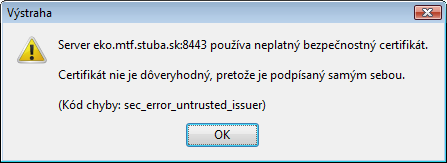 Výstraha
Server eko.mtf.stuba.sk:8443 používa neplatný bezpečnostný certifikát.
Certifikát nie je dôveryhodný, pretože je podpísaný samým sebou.
(Kód chyby: sec_error_untrusted_issuer)
OK